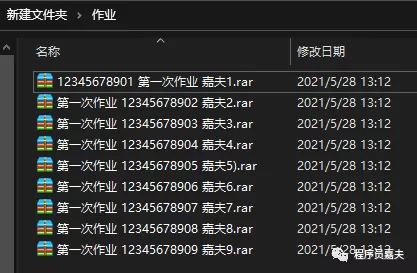 新建文件夹 › 作业
名称 修改日期
12345678901 第一次作业 嘉夫1.rar 2021/5/28 13:12
第一次作业 12345678902 嘉夫2.rar 2021/5/28 13:12
第一次作业 12345678903 嘉夫3.rar 2021/5/28 13:12
第一次作业 12345678904 嘉夫4.rar 2021/5/28 13:12
第一次作业 12345678905 嘉夫5).rar 2021/5/28 13:12
第一次作业 12345678906 嘉夫6.rar 2021/5/28 13:12
第一次作业 12345678907 嘉夫7.rar 2021/5/28 13:12
第一次作业 12345678908 嘉夫8.rar 2021/5/28 13:12
第一次作业 12345678909 嘉夫9.rar 2021/5/28 13:12
程序员嘉夫